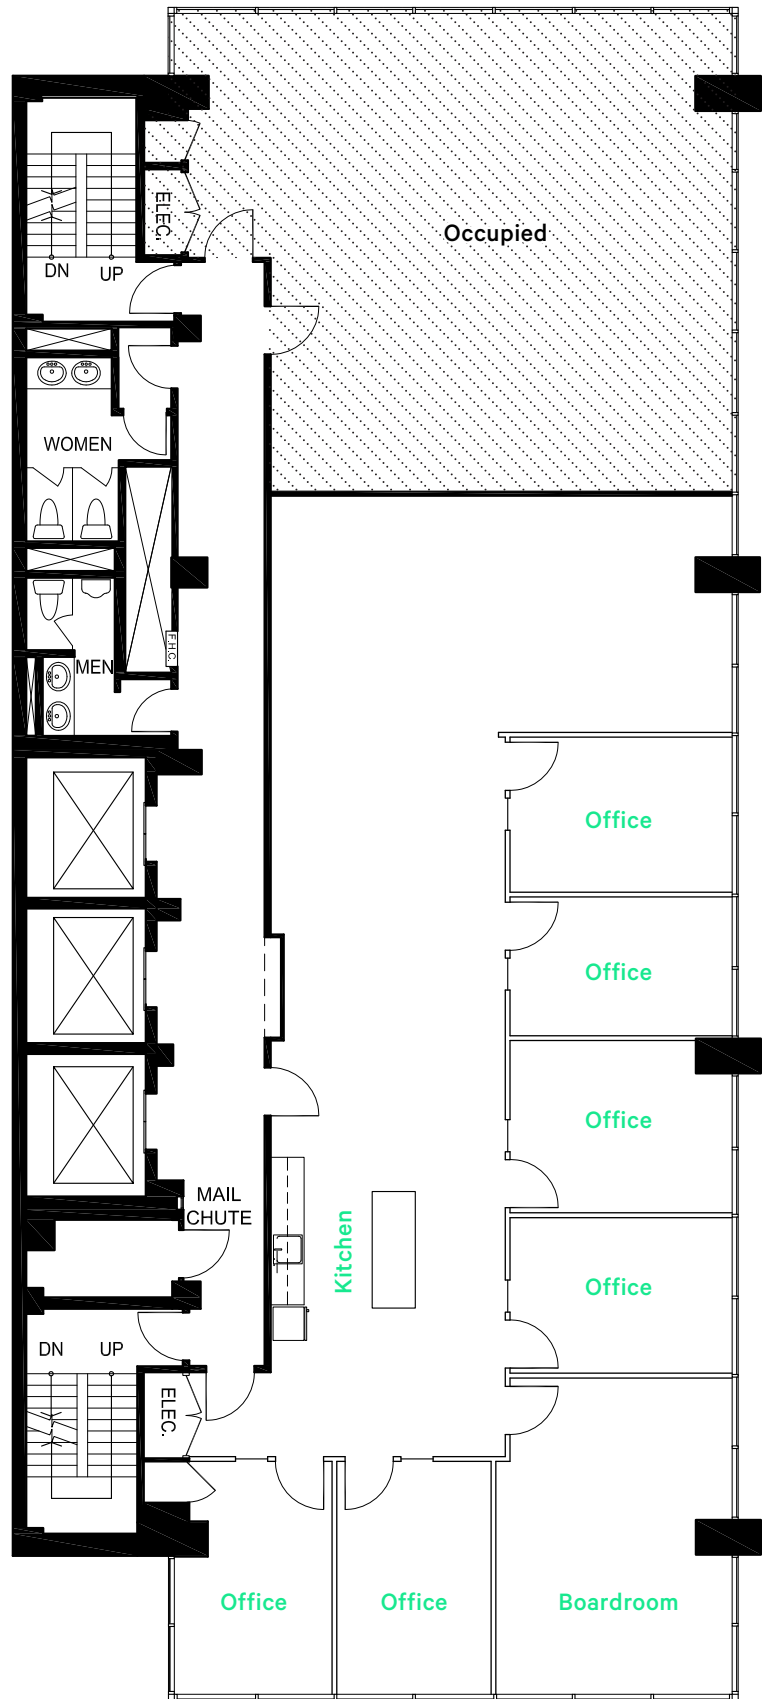 ELEC.
Occupied
DN
UP
WOMEN
F.H.C.
MEN
Office
Office
Office
MAIL
CHUTE
Kitchen
Office
DN
UP
ELEC.
Office
Office
Boardroom